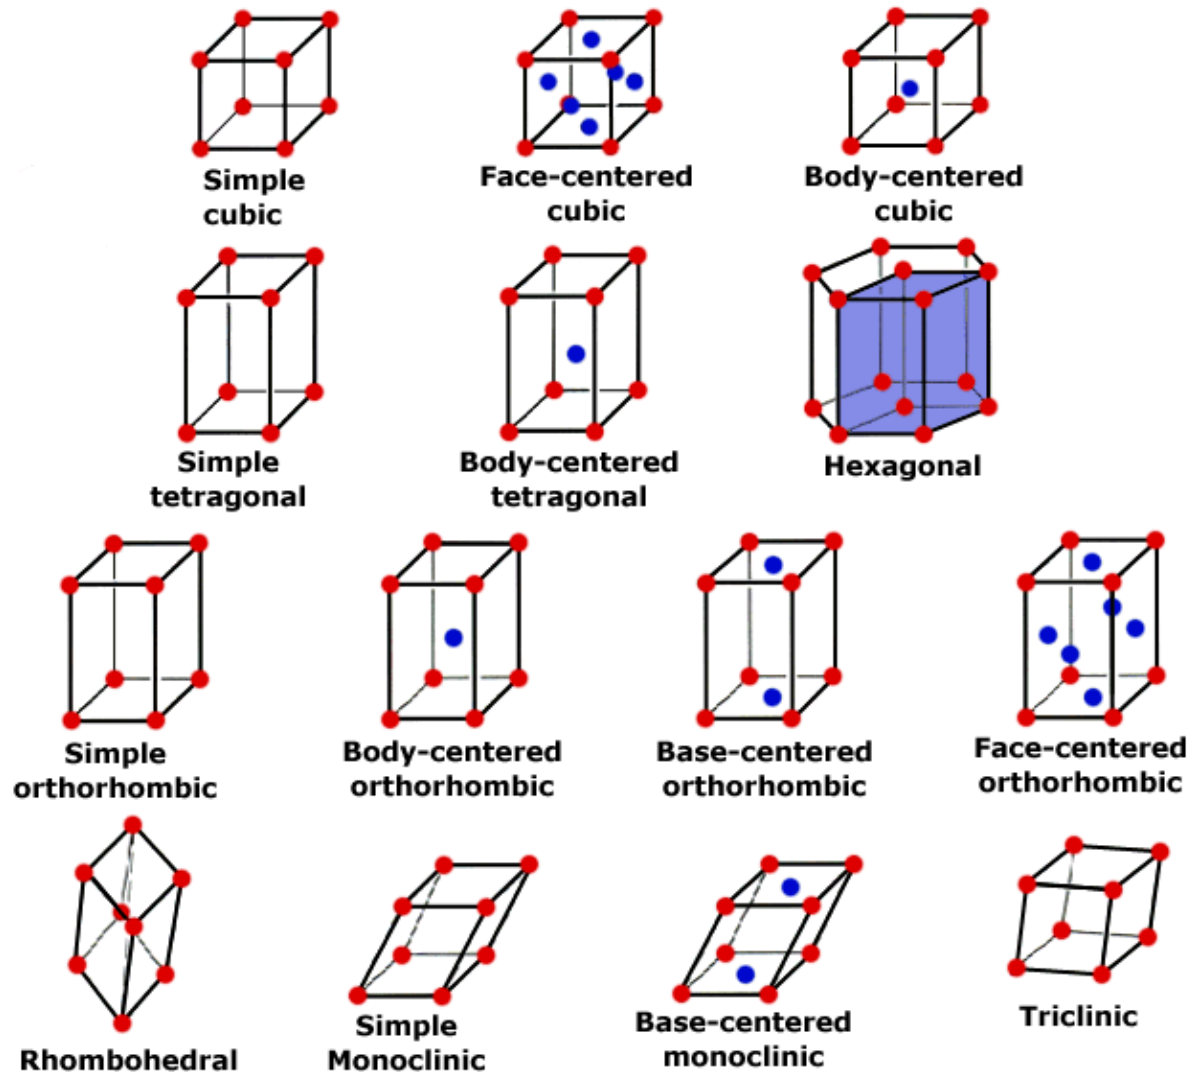 Simple
cubic
Face-centered
cubic
Body-centered
cubic
Simple
tetragonal
Body-centered
tetragonal
Hexagonal
Simple
orthorhombic
Body-centered
orthorhombic
Base-centered
orthorhombic
Face-centered
orthorhombic
Rhombohedral
Simple
Monoclinic
Base-centered
monoclinic
Triclinic